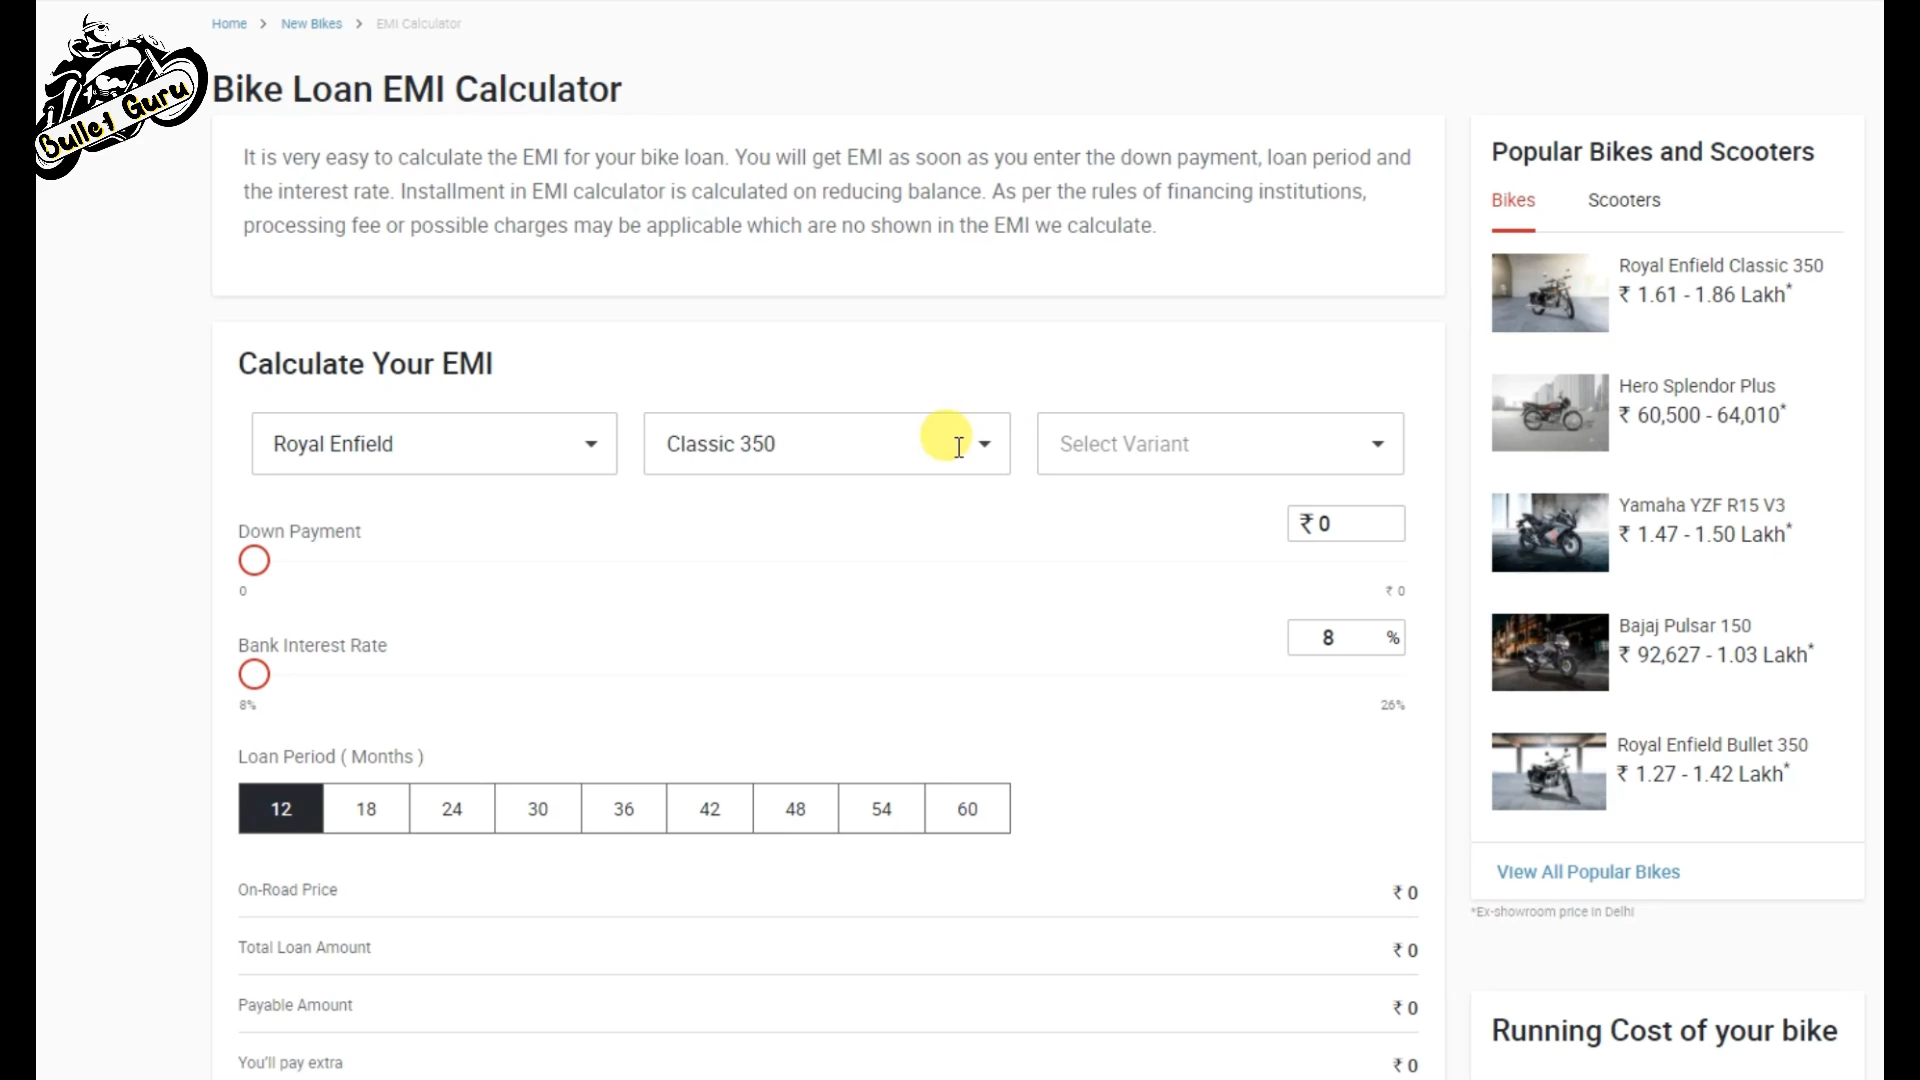 Bullet Guru
Home > New Bikes > EMI Calculator
Bike Loan EMI Calculator
It is very easy to calculate the EMI for your bike loan. You will get EMI as soon as you enter the down payment, loan period and
the interest rate. Installment in EMI calculator is calculated on reducing balance. As per the rules of financing institutions,
processing fee or possible charges may be applicable which are no shown in the EMI we calculate.
Calculate Your EMI
Royal Enfield
Classic 350
Select Variant
Down Payment
₹ 0
0
₹ 0
Bank Interest Rate
8 %
8%
26%
Loan Period ( Months )
12 18 24 30 36 42 48 54 60
On-Road Price ₹ 0
Total Loan Amount ₹ 0
Payable Amount ₹ 0
You'll pay extra ₹ 0
Popular Bikes and Scooters
Bikes Scooters
Royal Enfield Classic 350
₹ 1.61 - 1.86 Lakh*
Hero Splendor Plus
₹ 60,500 - 64,010*
Yamaha YZF R15 V3
₹ 1.47 - 1.50 Lakh*
Bajaj Pulsar 150
₹ 92,627 - 1.03 Lakh*
Royal Enfield Bullet 350
₹ 1.27 - 1.42 Lakh*
View All Popular Bikes
*Ex-showroom price in Delhi
Running Cost of your bike